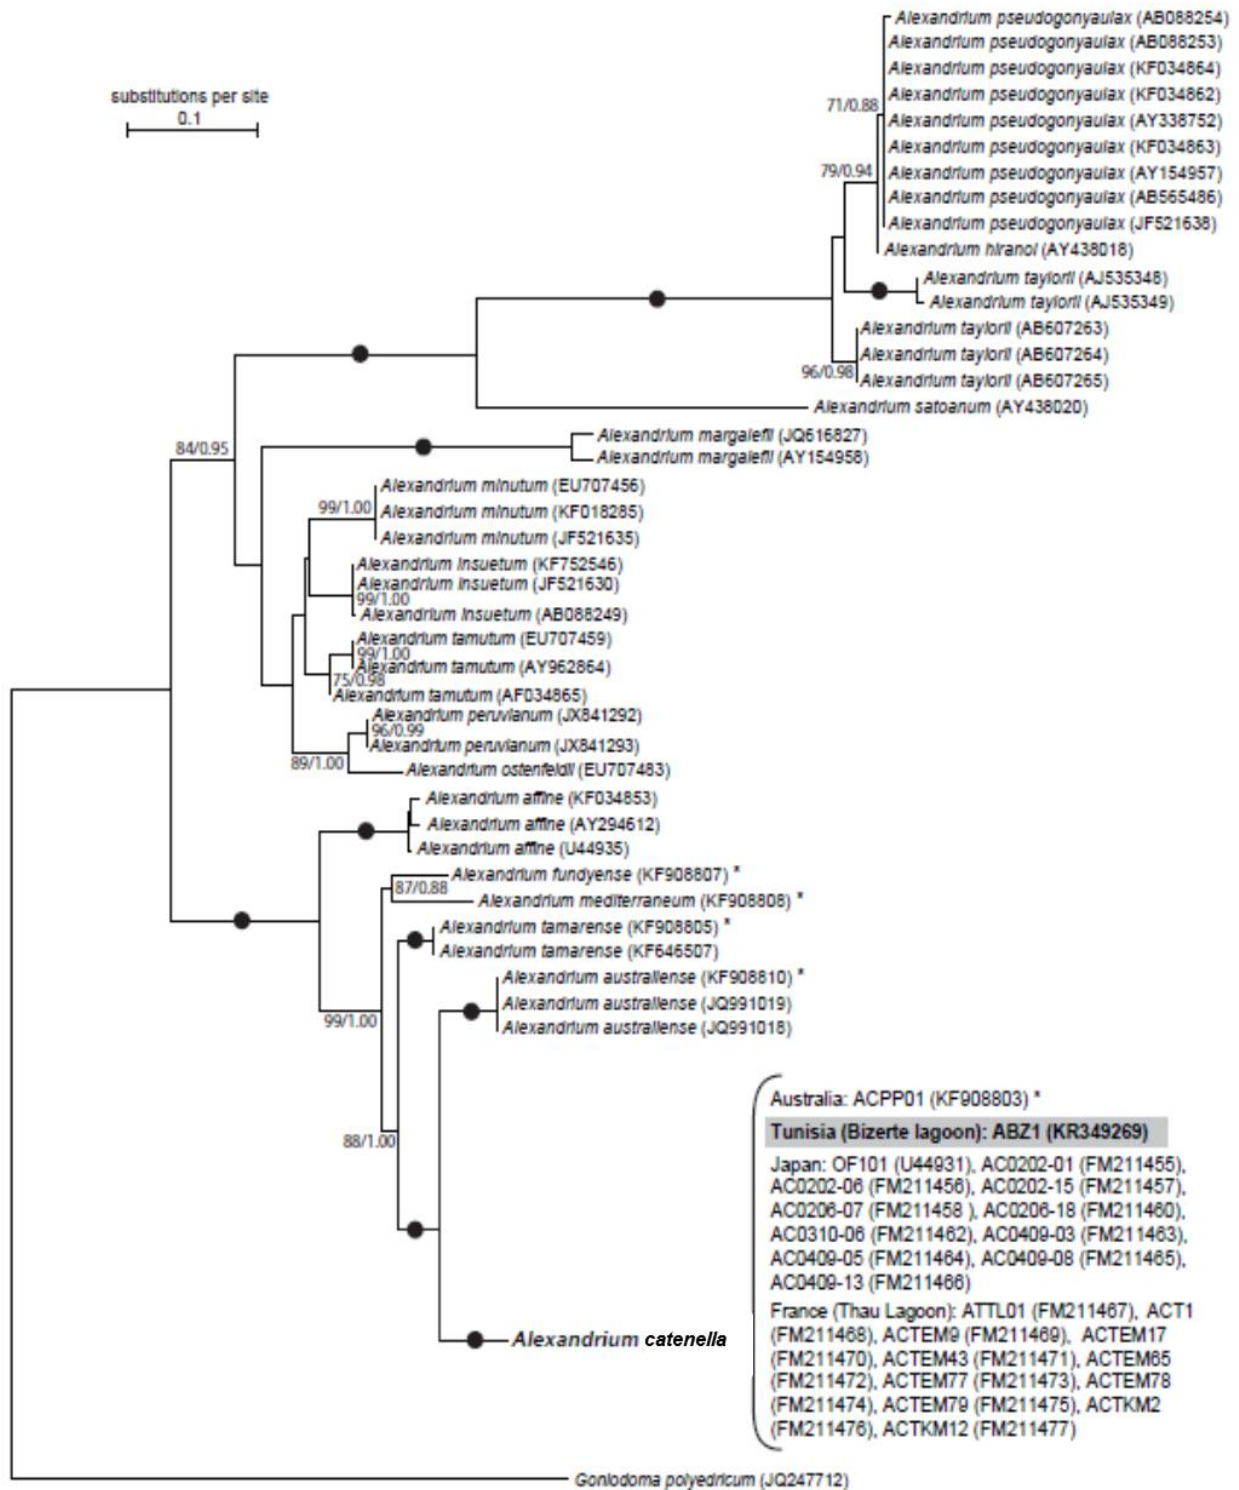 Alexandrium pseudogonyaulax (AB088254)
Alexandrium pseudogonyaulax (AB088253)
substitutions per site
0.1
Alexandrium pseudogonyaulax (KF034864)
Alexandrium pseudogonyaulax (KF034862)
71/0.88
Alexandrium pseudogonyaulax (AY338752)
Alexandrium pseudogonyaulax (KF034863)
79/0.94
Alexandrium pseudogonyaulax (AY154957)
Alexandrium pseudogonyaulax (AB565486)
Alexandrium pseudogonyaulax (JF521638)
Alexandrium hiranoi (AY438018)
Alexandrium taylorii (AJ535348)
Alexandrium taylorii (AJ535349)
Alexandrium taylorii (AB607263)
Alexandrium taylorii (AB607264)
96/0.98
Alexandrium taylorii (AB607265)
Alexandrium satoanum (AY438020)
Alexandrium margalefii (JQ616827)
84/0.95
Alexandrium margalefii (AY154958)
Alexandrium minutum (EU707456)
99/1.00
Alexandrium minutum (KF018285)
Alexandrium minutum (JF521635)
Alexandrium insuetum (KF752546)
Alexandrium insuetum (JF521630)
99/1.00
Alexandrium insuetum (AB088249)
Alexandrium tamutum (EU707459)
99/1.00
Alexandrium tamutum (AY962864)
75/0.98
Alexandrium tamutum (AF034865)
Alexandrium peruvianum (JX841292)
96/0.99
Alexandrium peruvianum (JX841293)
89/1.00
Alexandrium ostenfeldii (EU707483)
Alexandrium affine (KF034853)
Alexandrium affine (AY294612)
Alexandrium affine (U44935)
Alexandrium fundyense (KF908807) *
87/0.88
Alexandrium mediterraneum (KF908808) *
Alexandrium tamarense (KF908805) *
Alexandrium tamarense (KF646507)
Alexandrium australiense (KF908810) *
Alexandrium australiense (JQ991019)
99/1.00
Alexandrium australiense (JQ991018)
88/1.00
Australia: ACPP01 (KF908803) *
Tunisia (Bizerte lagoon): ABZ1 (KR349269)
Japan: OF101 (U44931), AC0202-01 (FM211455),
AC0202-06 (FM211456), AC0202-15 (FM211457),
AC0206-07 (FM211458 ), AC0206-18 (FM211460),
AC0310-06 (FM211462), AC0409-03 (FM211463),
AC0409-05 (FM211464), AC0409-08 (FM211465),
AC0409-13 (FM211466)
France (Thau Lagoon): ATTL01 (FM211467), ACT1
(FM211468), ACTEM9 (FM211469), ACTEM17
(FM211470), ACTEM43 (FM211471), ACTEM65
(FM211472), ACTEM77 (FM211473), ACTEM78
(FM211474), ACTEM79 (FM211475), ACTKM2
(FM211476), ACTKM12 (FM211477)
Alexandrium catenella
Goniodoma polyedricum (JQ247712)